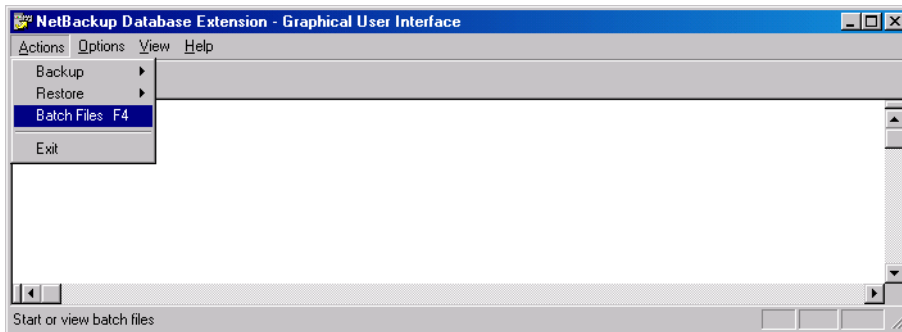 NetBackup Database Extension - Graphical User Interface
Actions Options View Help
Backup
Restore
Batch Files F4
Exit
Start or view batch files